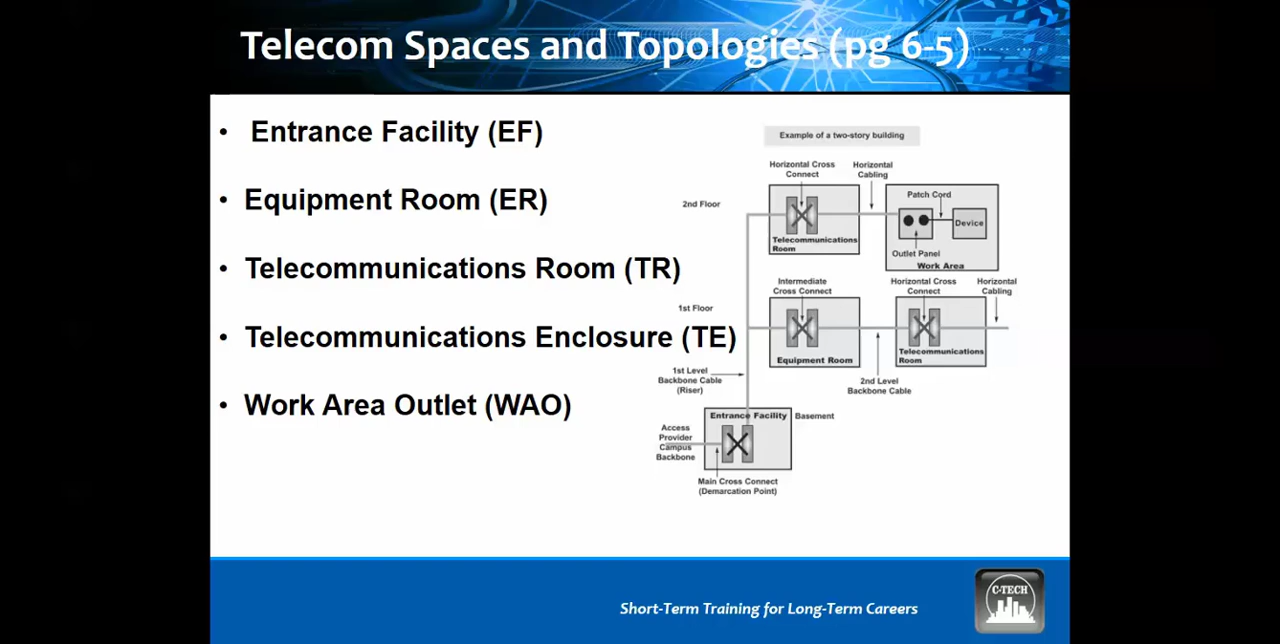 Telecom Spaces and Topologies (pg 6-5)
• Entrance Facility (EF)
• Equipment Room (ER)
• Telecommunications Room (TR)
• Telecommunications Enclosure (TE)
• Work Area Outlet (WAO)
Example of a two-story building
Horizontal Cross
Connect
Horizontal
Cabling
2nd Floor
Telecommunications
Room
Patch Cord
Device
Outlet Panel
Work Area
1st Floor
Intermediate
Cross Connect
Equipment Room
Horizontal Cross
Connect
Horizontal
Cabling
Telecommunications
Room
1st Level
Backbone Cable
(Riser)
2nd Level
Backbone Cable
Entrance Facility
Basement
Access
Provider
Campus
Backbone
Main Cross Connect
(Demarcation Point)
Short-Term Training for Long-Term Careers
C-TECH